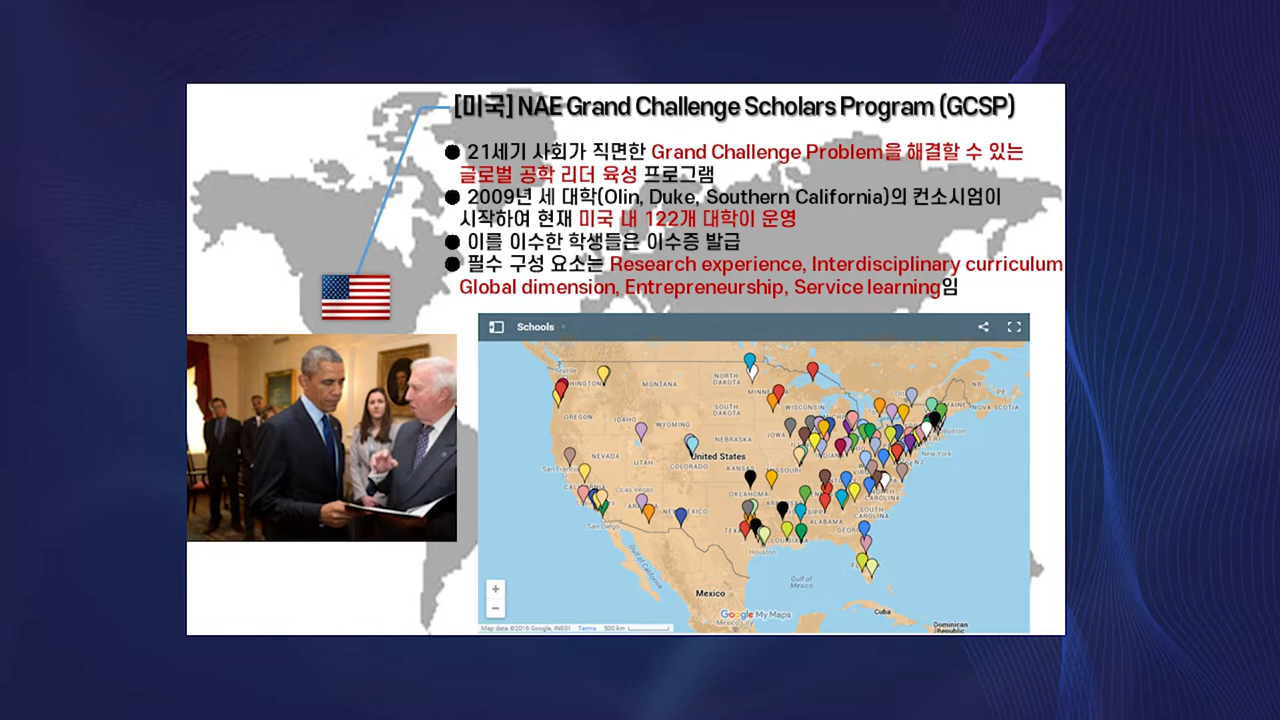 [미국] NAE Grand Challenge Scholars Program (GCSP)
● 21세기 사회가 직면한 Grand Challenge Problem을 해결할 수 있는
글로벌 공학 리더 육성 프로그램
● 2009년 세 대학(Olin, Duke, Southern California)의 컨소시엄이
시작하여 현재 미국 내 122개 대학이 운영
● 이를 이수한 학생들은 이수증 발급
● 필수 구성 요소는 Research experience, Interdisciplinary curriculum
Global dimension, Entrepreneurship, Service learning임
Schools
Seattle
NORTH
DAKOTA
MONTANA
NB
MAINE
NOVA SCOTIA
OREGON
SOUTH
DAKOTA
WISCONSIN
IDAHO
WYOMING
Boston
IOWA
NEBRASKA
New York
NEVADA
UTAH
COLORADO
United States
KANSAS
San Diego
Las Vegas
OKLAHOMA
SOUTH
CAROLINA
ALABAMA
Houston
Gulf of California
Gulf of
Mexico
Mexico
Google My Maps
Mexico City
Cuba
Dominican
Republic
+
−
Map data ©2016 Google, INEGI Terms 500 km